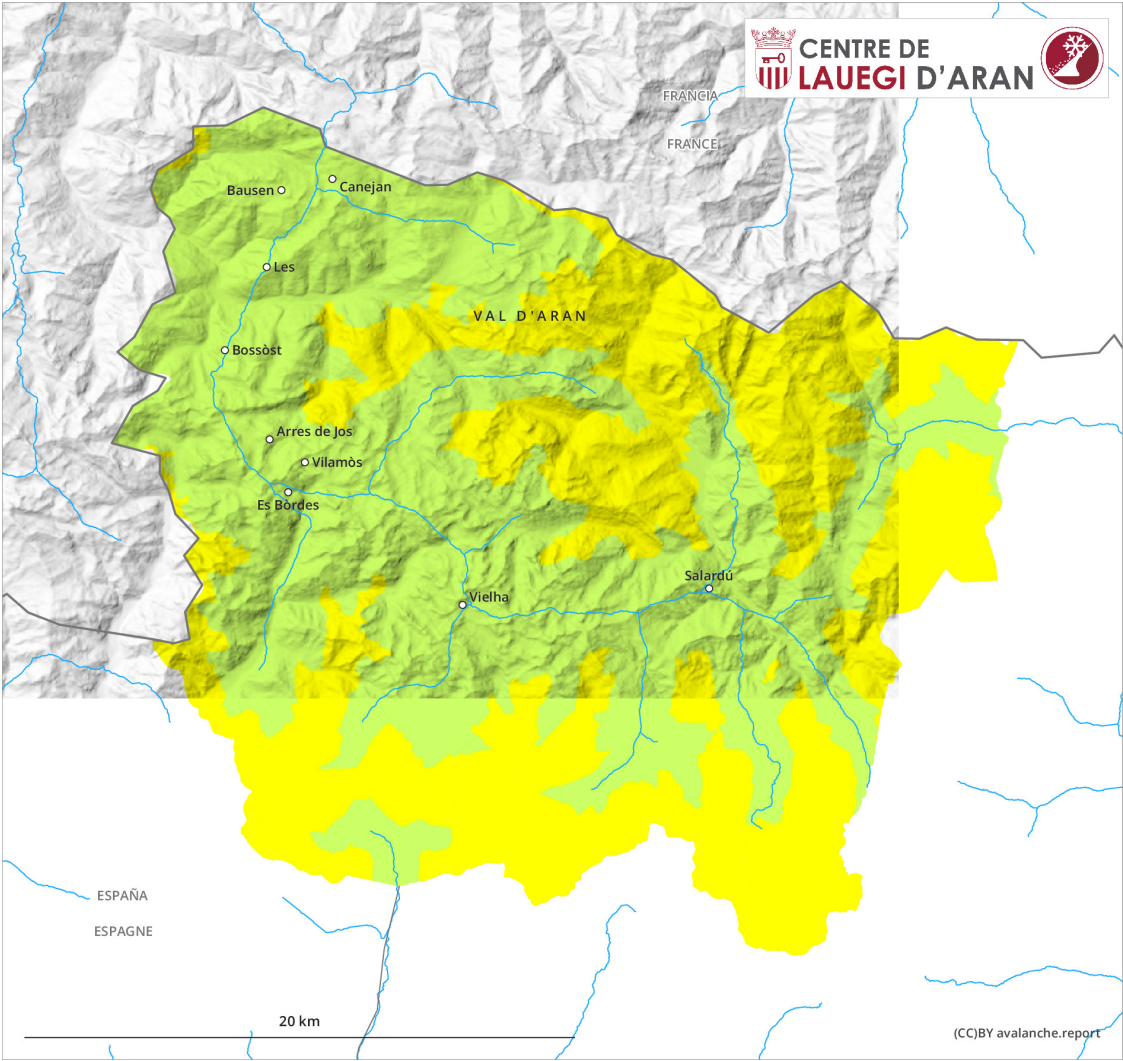 CENTRE DE
LAUEGI D'ARAN
FRANCIA
FRANCE
Bausen
Canejan
Les
VAL D'ARAN
Bossòst
Arres de Jos
Vilamòs
Es Bòrdes
Salardú
Vielha
ESPAÑA
ESPAGNE
20 km
(CC)BY avalanche.report